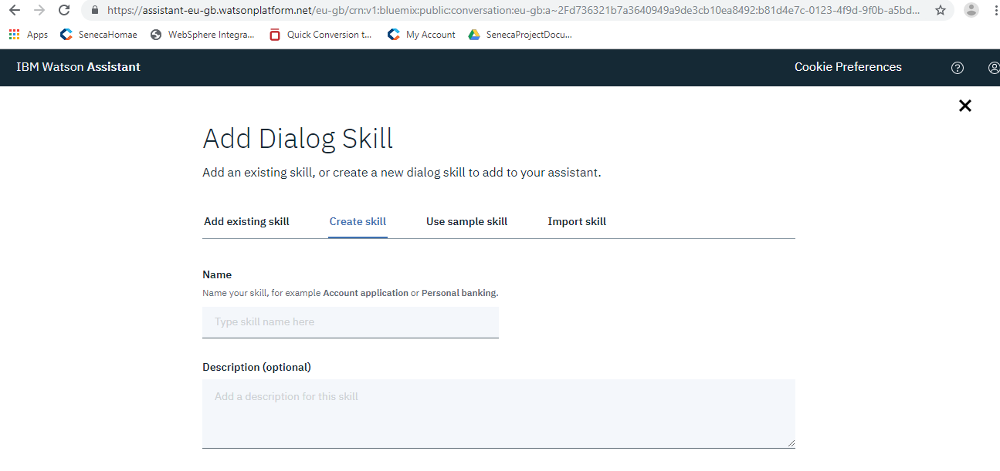 https://assistant-eu-gb.watsonplatform.net/eu-gb/crn:v1:bluemix:public:conversation:eu-gb:a~2Fd736321b7a3640949a9de3cb10ea8492:b81d4e7c-0123-4f9d-9f0b-a5bd...
Apps SenecaHomae WebSphere Integra... Quick Conversion t... My Account SenecaProjectDocu...
IBM Watson Assistant Cookie Preferences ?
Add Dialog Skill
Add an existing skill, or create a new dialog skill to add to your assistant.
Add existing skill Create skill Use sample skill Import skill
Name
Name your skill, for example Account application or Personal banking.
Type skill name here
Description (optional)
Add a description for this skill